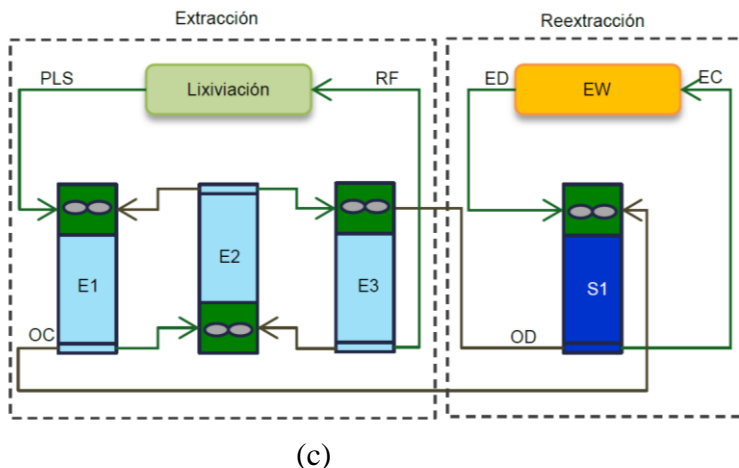 Extracción
Reextracción
PLS
Lixiviación
RF
ED
EW
EC
E1
E2
E3
S1
OC
OD
(c)